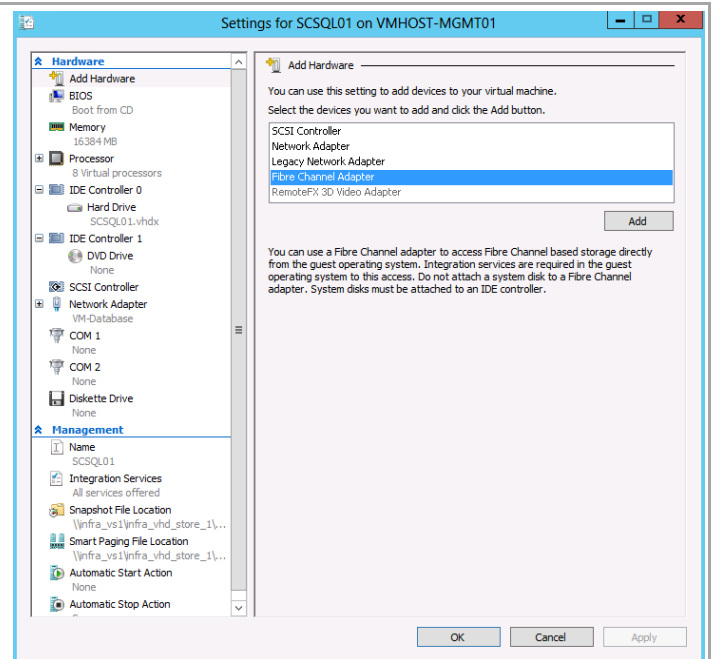 Settings for SCSQL01 on VMHOST-MGMT01
Hardware
Add Hardware
BIOS
Boot from CD
Memory
16384 MB
Processor
8 Virtual processors
IDE Controller 0
Hard Drive
SCSQL01.vhdx
IDE Controller 1
DVD Drive
None
SCSI Controller
Network Adapter
VM-Database
COM 1
None
COM 2
None
Diskette Drive
None
Management
Name
SCSQL01
Integration Services
All services offered
Snapshot File Location
\\infra_vs1\infra_vhd_store_1\...
Smart Paging File Location
\\infra_vs1\infra_vhd_store_1\...
Automatic Start Action
None
Automatic Stop Action
Add Hardware
You can use this setting to add devices to your virtual machine.
Select the devices you want to add and click the Add button.
SCSI Controller
Network Adapter
Legacy Network Adapter
Fibre Channel Adapter
RemoteFX 3D Video Adapter
Add
You can use a Fibre Channel adapter to access Fibre Channel based storage directly
from the guest operating system. Integration services are required in the guest
operating system to this access. Do not attach a system disk to a Fibre Channel
adapter. System disks must be attached to an IDE controller.
OK
Cancel
Apply